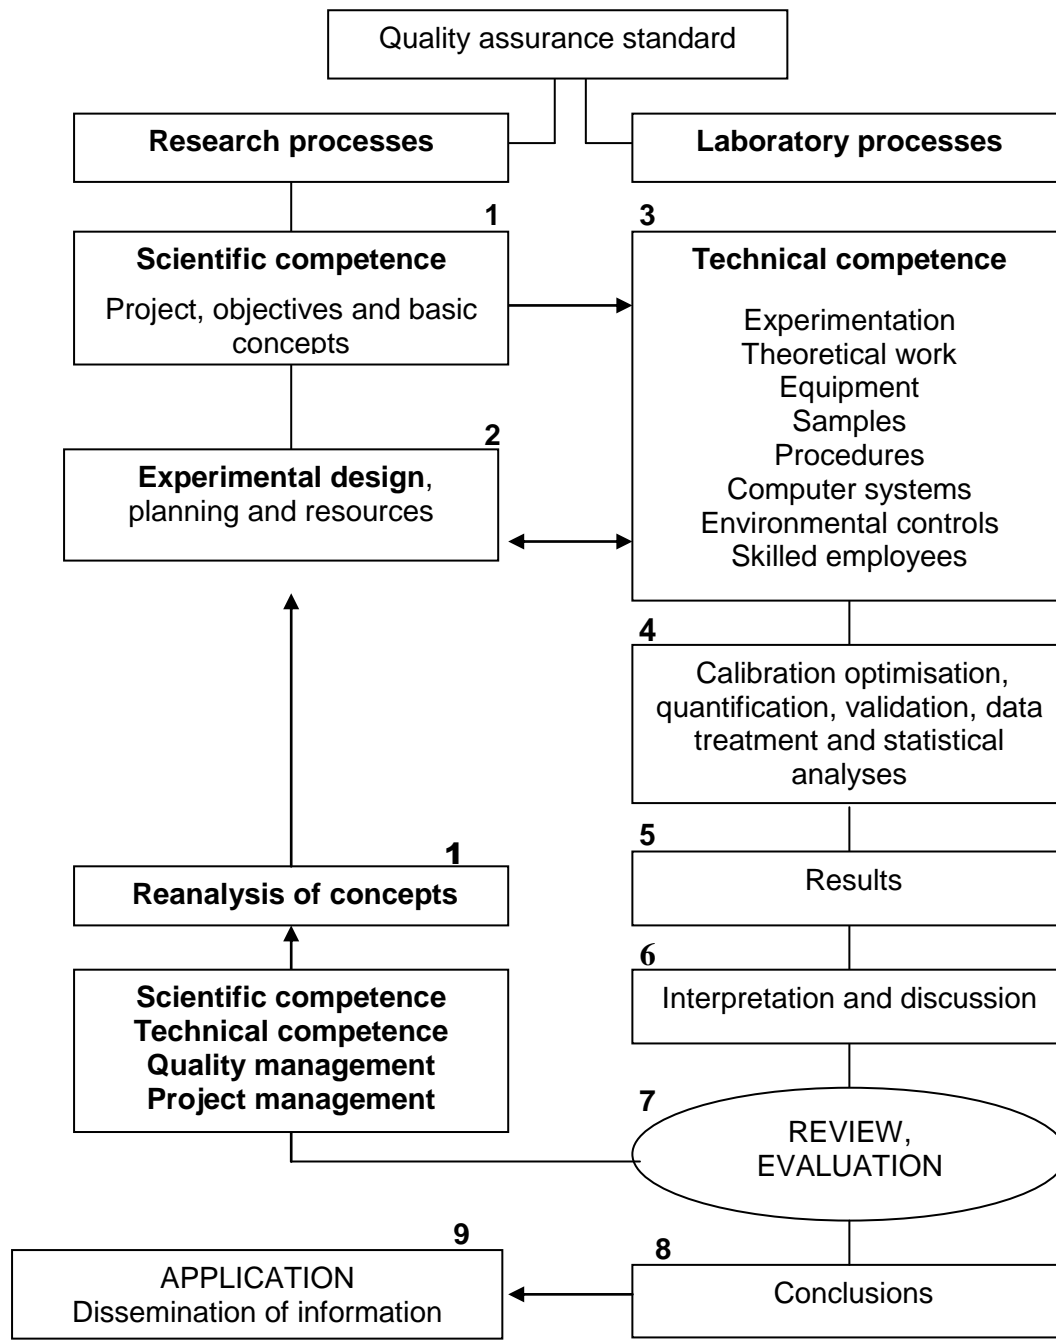 Quality assurance standard
Research processes
Laboratory processes
1
Scientific competence
Project, objectives and basic
concepts
3
Technical competence
Experimentation
Theoretical work
Equipment
Samples
Procedures
Computer systems
Environmental controls
Skilled employees
2
Experimental design,
planning and resources
4
Calibration optimisation,
quantification, validation, data
treatment and statistical
analyses
5
Results
1
Reanalysis of concepts
6
Interpretation and discussion
Scientific competence
Technical competence
Quality management
Project management
7
REVIEW,
EVALUATION
8
Conclusions
9
APPLICATION
Dissemination of information